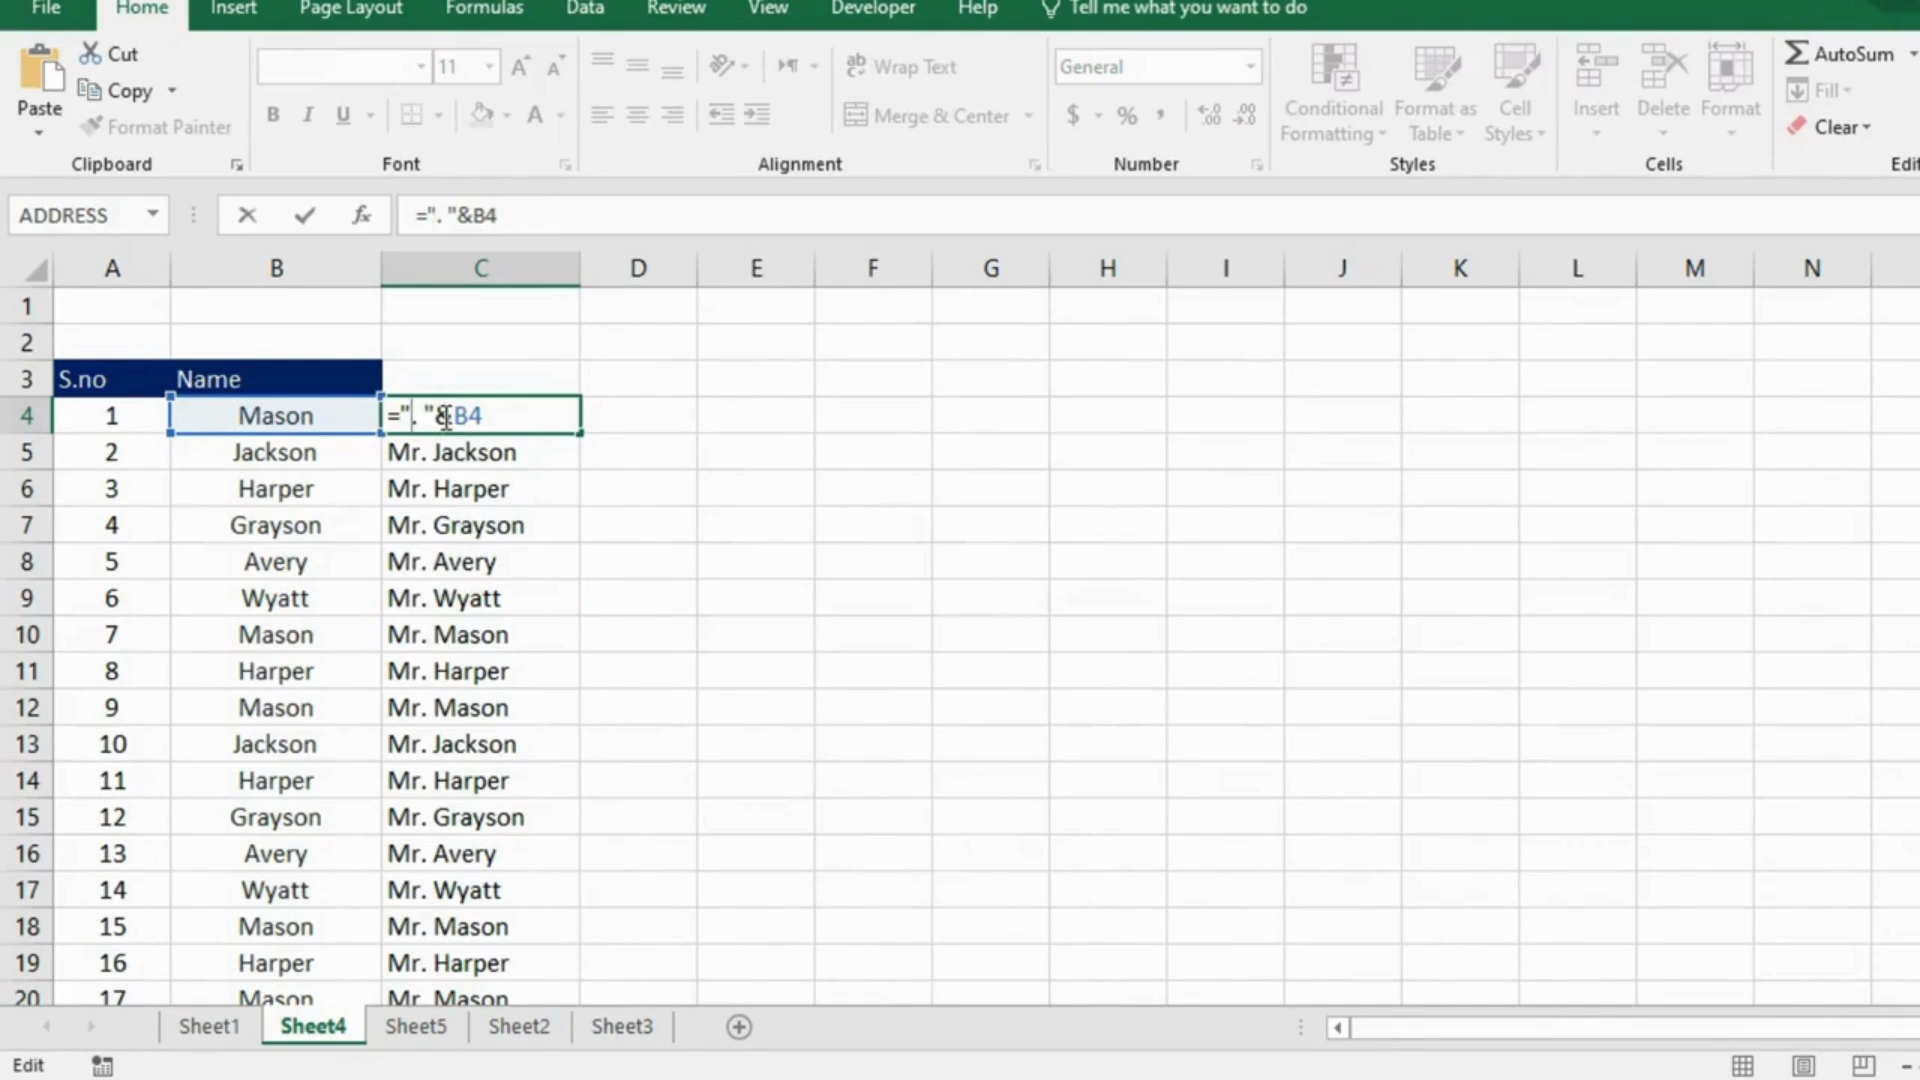 File Home Insert Page Layout Formulas Data Review View Developer Help Tell me what you want to do
Cut
Copy
Format Painter
Paste
Clipboard
11
B I U
Font
Wrap Text
Merge & Center
Alignment
General
$ % ,
Number
Conditional Formatting
Format as Table
Cell Styles
Styles
Insert Delete Format
Cells
AutoSum
Fill
Clear
Edit
ADDRESS fx =". "&B4
A B C D E F G H I J K L M N
1
2
3 S.no Name
4 1 Mason =". "&B4
5 2 Jackson Mr. Jackson
6 3 Harper Mr. Harper
7 4 Grayson Mr. Grayson
8 5 Avery Mr. Avery
9 6 Wyatt Mr. Wyatt
10 7 Mason Mr. Mason
11 8 Harper Mr. Harper
12 9 Mason Mr. Mason
13 10 Jackson Mr. Jackson
14 11 Harper Mr. Harper
15 12 Grayson Mr. Grayson
16 13 Avery Mr. Avery
17 14 Wyatt Mr. Wyatt
18 15 Mason Mr. Mason
19 16 Harper Mr. Harper
20 17 Mason Mr. Mason
Sheet1 Sheet4 Sheet5 Sheet2 Sheet3
Edit